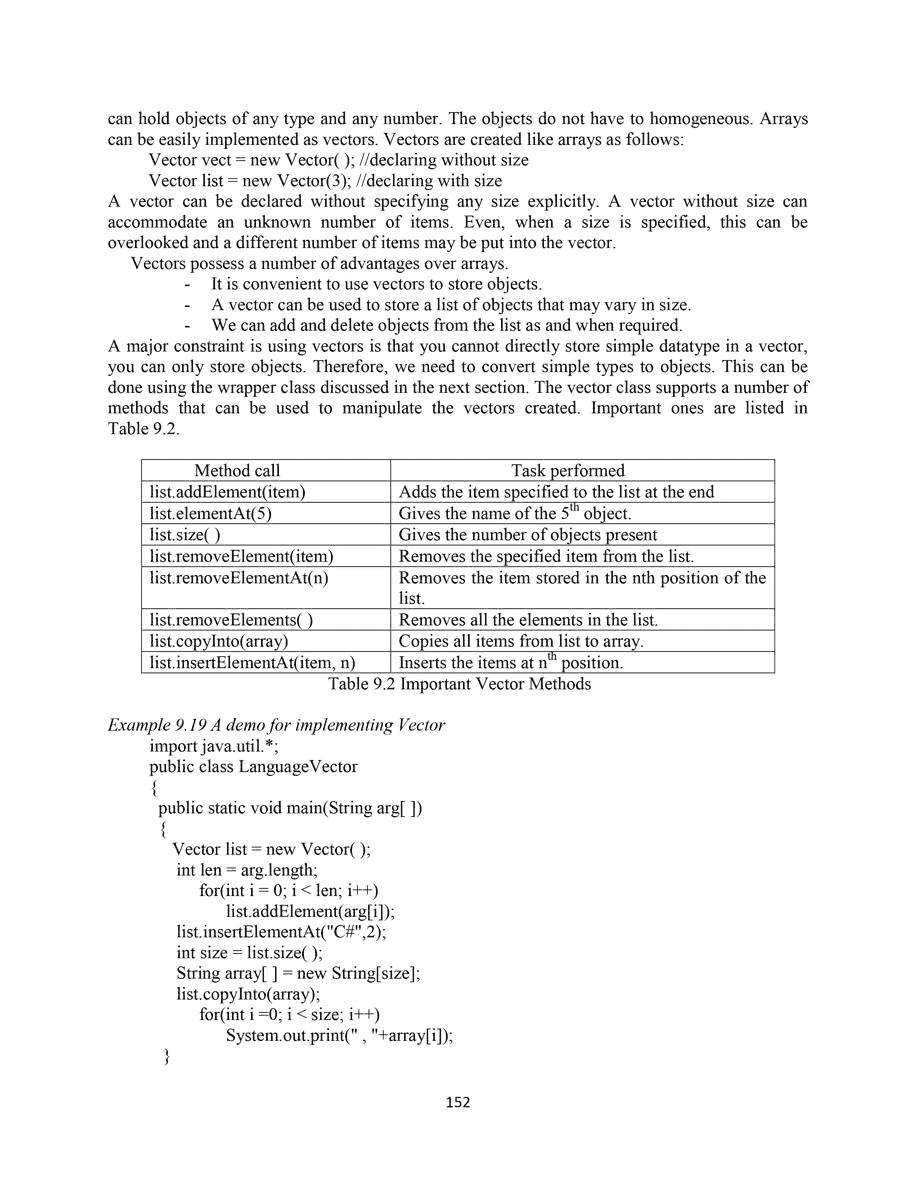 can hold objects of any type and any number. The objects do not have to homogeneous. Arrays
can be easily implemented as vectors. Vectors are created like arrays as follows:
Vector vect = new Vector( ); //declaring without size
Vector list = new Vector(3); //declaring with size
A vector can be declared without specifying any size explicitly. A vector without size can
accommodate an unknown number of items. Even, when a size is specified, this can be
overlooked and a different number of items may be put into the vector.
Vectors possess a number of advantages over arrays.
- It is convenient to use vectors to store objects.
- A vector can be used to store a list of objects that may vary in size.
- We can add and delete objects from the list as and when required.
A major constraint is using vectors is that you cannot directly store simple datatype in a vector,
you can only store objects. Therefore, we need to convert simple types to objects. This can be
done using the wrapper class discussed in the next section. The vector class supports a number of
methods that can be used to manipulate the vectors created. Important ones are listed in
Table 9.2.
Method call Task performed
list.addElement(item) Adds the item specified to the list at the end
list.elementAt(5) Gives the name of the 5th object.
list.size( ) Gives the number of objects present
list.removeElement(item) Removes the specified item from the list.
list.removeElementAt(n) Removes the item stored in the nth position of the
list.
list.removeElements( ) Removes all the elements in the list.
list.copyInto(array) Copies all items from list to array.
list.insertElementAt(item, n) Inserts the items at nth position.
Table 9.2 Important Vector Methods
Example 9.19 A demo for implementing Vector
import java.util.*;
public class LanguageVector
{
public static void main(String arg[ ])
{
Vector list = new Vector( );
int len = arg.length;
for(int i = 0; i < len; i++)
list.addElement(arg[i]);
list.insertElementAt("C#",2);
int size = list.size( );
String array[ ] = new String[size];
list.copyInto(array);
for(int i =0; i < size; i++)
System.out.print(" , "+array[i]);
}
152